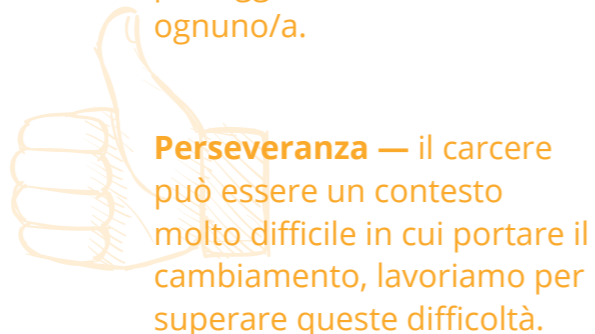 ognuno/a.
Perseveranza — il carcere
può essere un contesto
molto difficile in cui portare il
cambiamento, lavoriamo per
superare queste difficoltà.